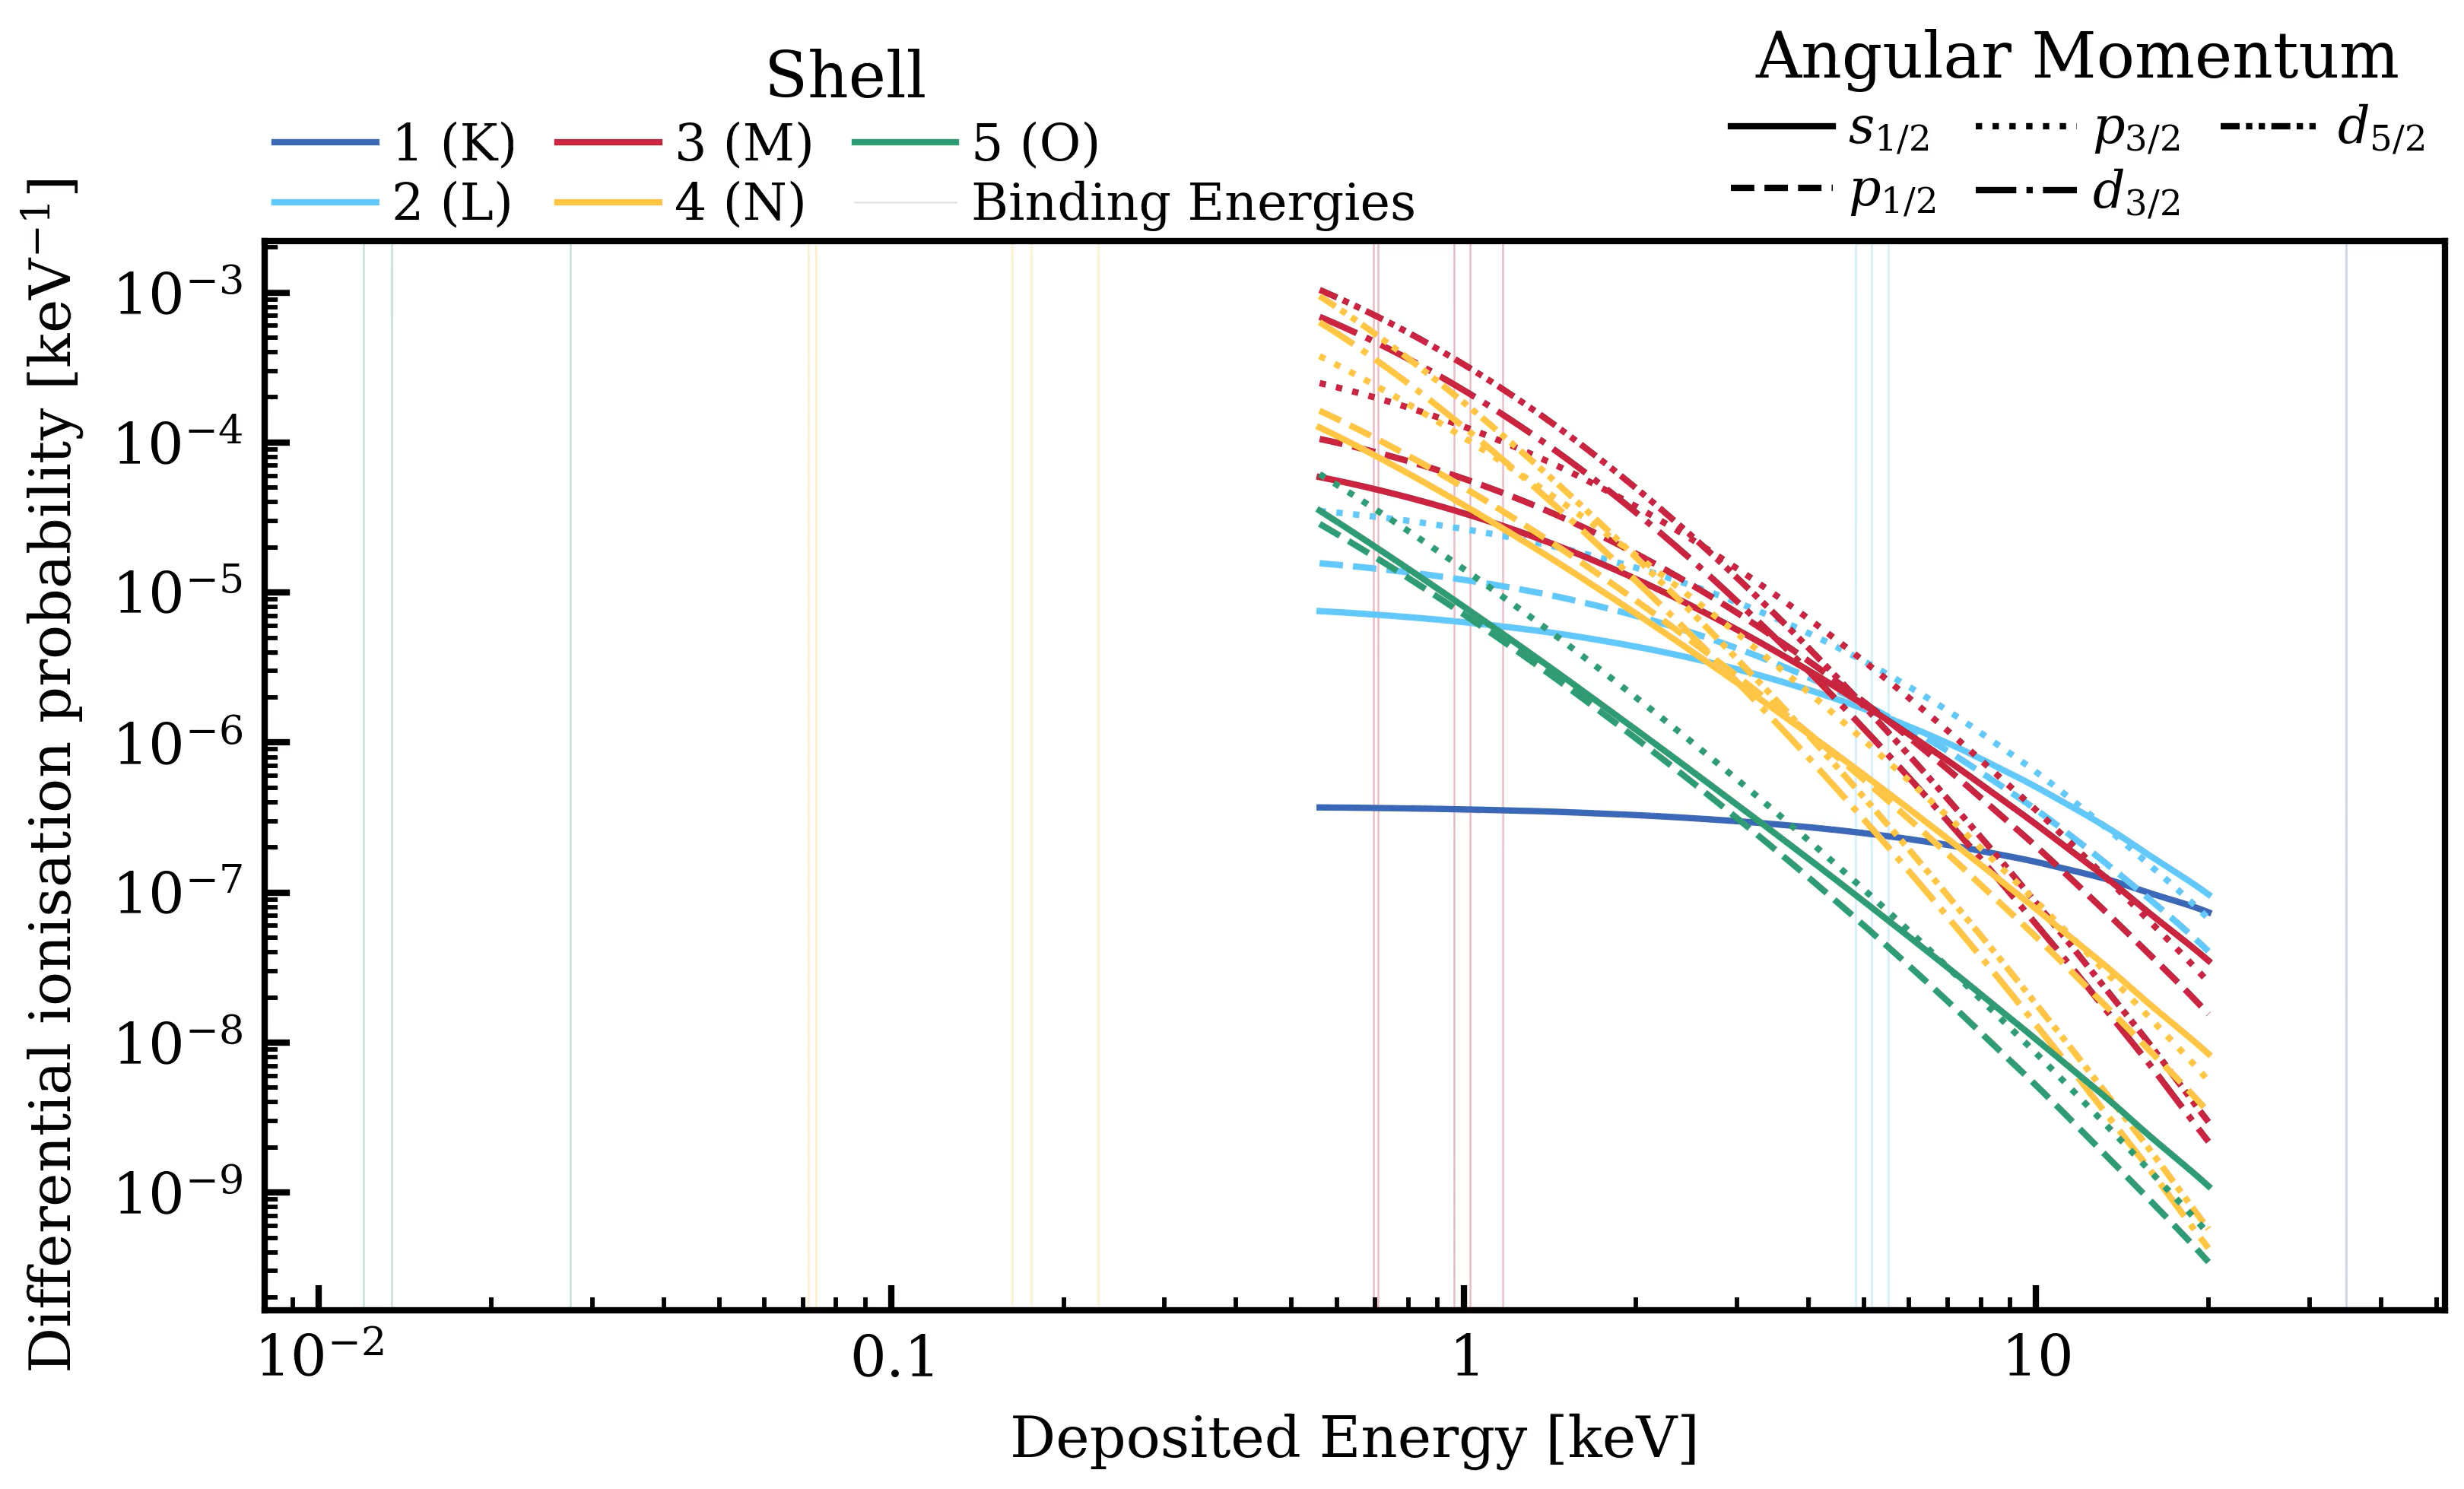 Shell
1 (K)
2 (L)
3 (M)
4 (N)
5 (O)
Binding Energies
Angular Momentum
s₁/₂
p₁/₂
p₃/₂
d₃/₂
d₅/₂
Differential ionisation probability [keV⁻¹]
10⁻³
10⁻⁴
10⁻⁵
10⁻⁶
10⁻⁷
10⁻⁸
10⁻⁹
10⁻² 0.1 1 10
Deposited Energy [keV]